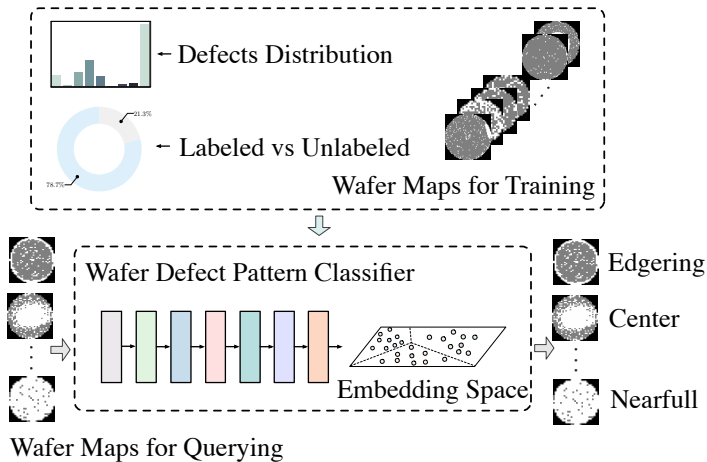 Defects Distribution
21.3%
Labeled vs Unlabeled
78.7%
Wafer Maps for Training
Wafer Defect Pattern Classifier
Embedding Space
Edgering
Center
Nearfull
Wafer Maps for Querying